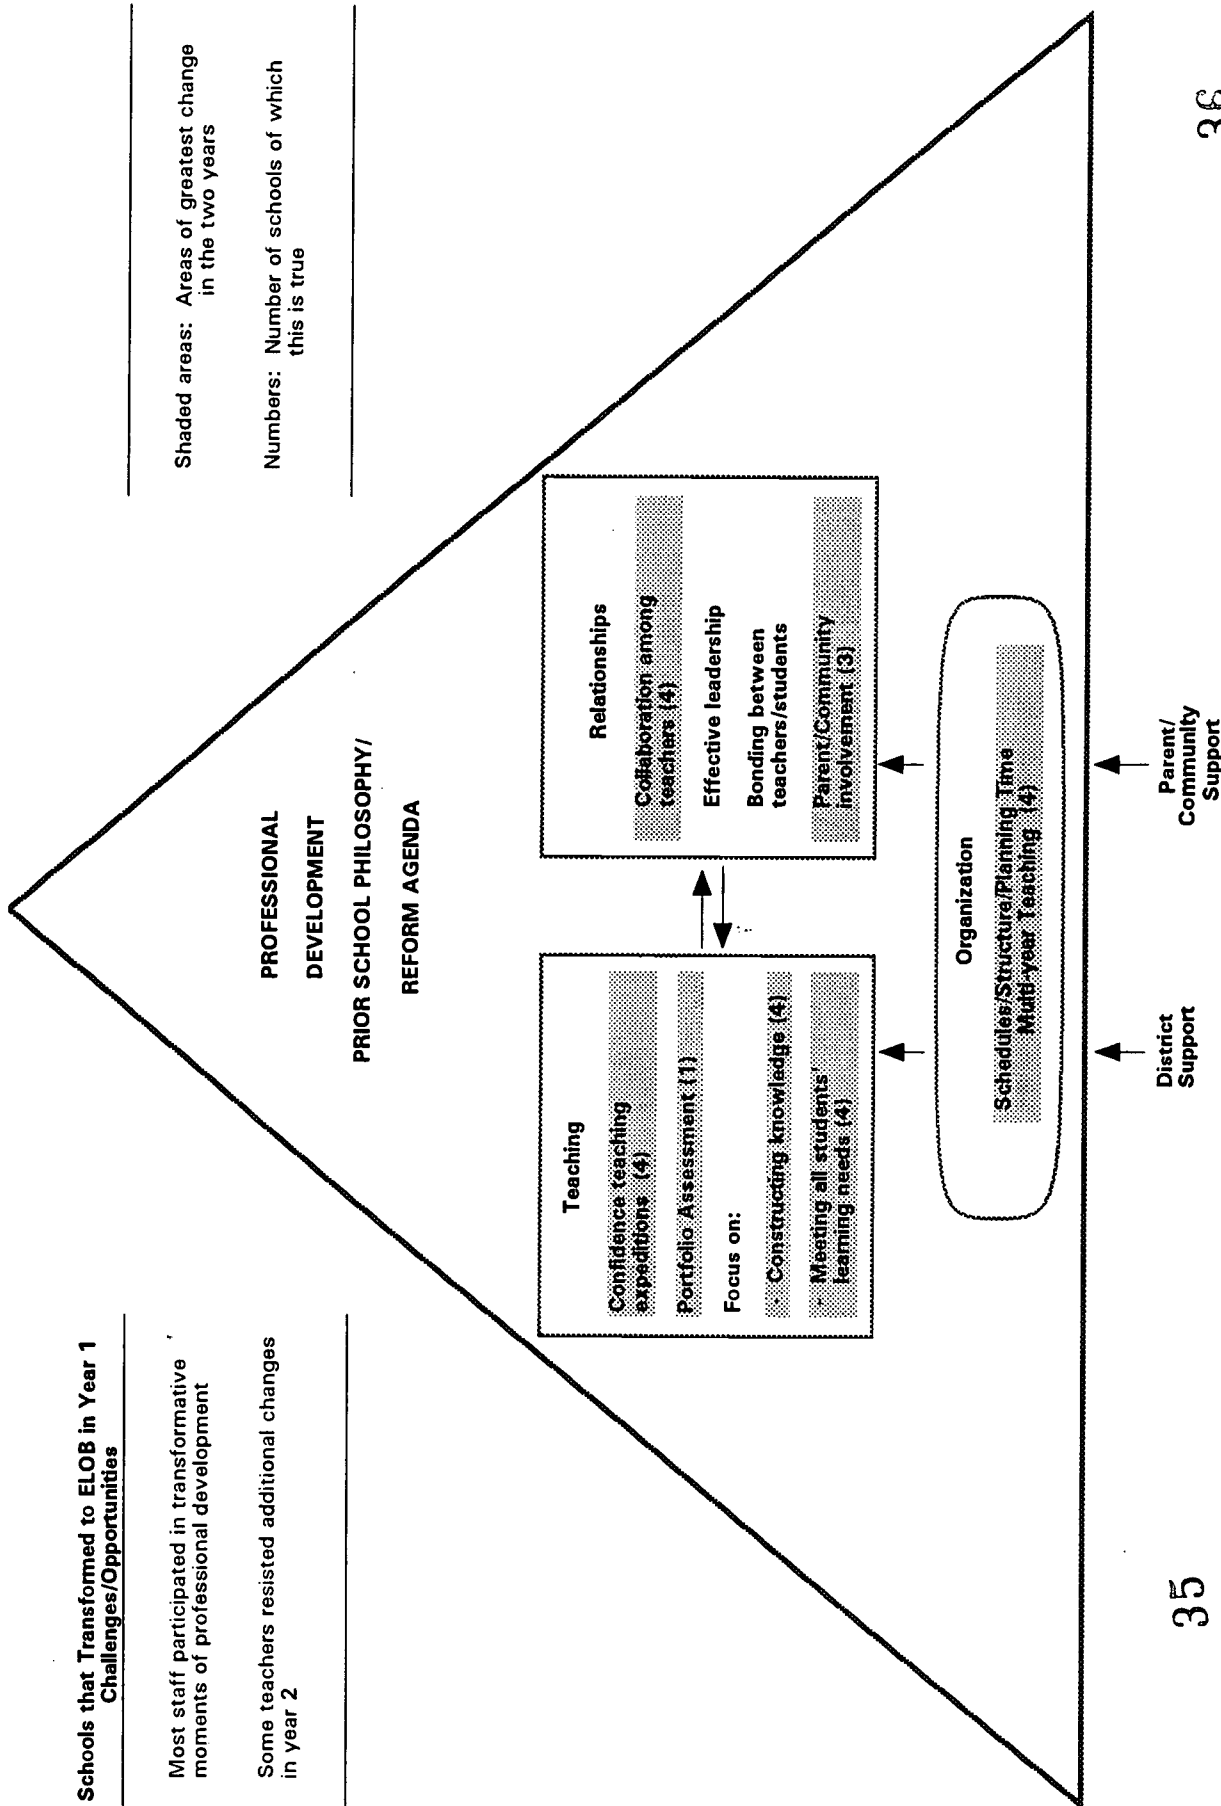 Schools that Transformed to ELOB in Year 1
Challenges/Opportunities
Most staff participated in transformative
moments of professional development
Some teachers resisted additional changes
in year 2
Shaded areas: Areas of greatest change
in the two years
Numbers: Number of schools of which
this is true
PROFESSIONAL
DEVELOPMENT
PRIOR SCHOOL PHILOSOPHY/
REFORM AGENDA
Teaching
Confidence teaching
expeditions (4)
Portfolio Assessment (1)
Focus on:
- Constructing knowledge (4)
- Meeting all students'
learning needs (4)
Relationships
Collaboration among
teachers (4)
Effective leadership
Bonding between
teachers/students
Parent/Community
involvement (3)
Organization
Schedules/Structure/Planning Time
Multi-year Teaching (4)
District
Support
Parent/
Community
Support
35
36